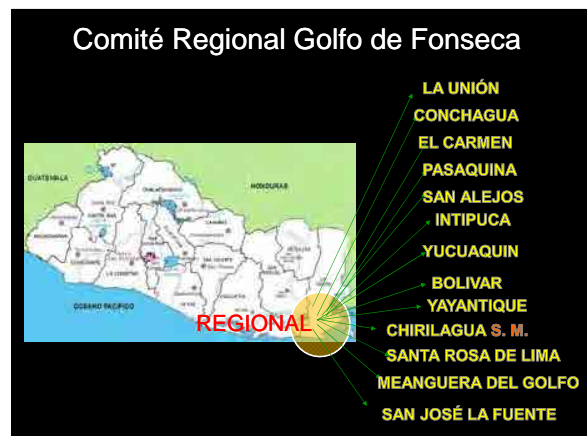 Comité Regional Golfo de Fonseca
LA UNIÓN
CONCHAGUA
EL CARMEN
PASAQUINA
SAN ALEJOS
INTIPUCA
YUCUAQUIN
BOLIVAR
YAYANTIQUE
CHIRILAGUA S. M.
SANTA ROSA DE LIMA
MEANGUERA DEL GOLFO
SAN JOSÉ LA FUENTE
GUATEMALA
HONDURAS
OCEANO PACIFICO
REGIONAL